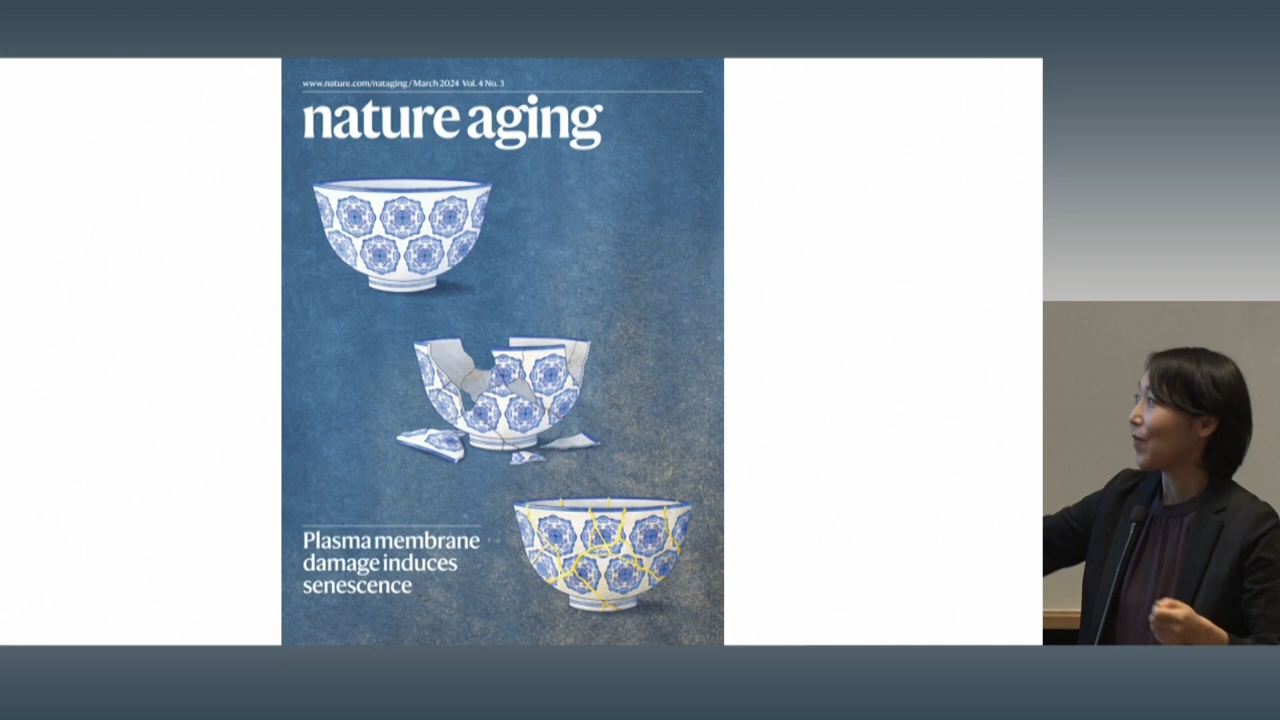 www.nature.com/nataging / March 2024 Vol. 4 No. 3
nature aging
Plasma membrane
damage induces
senescence